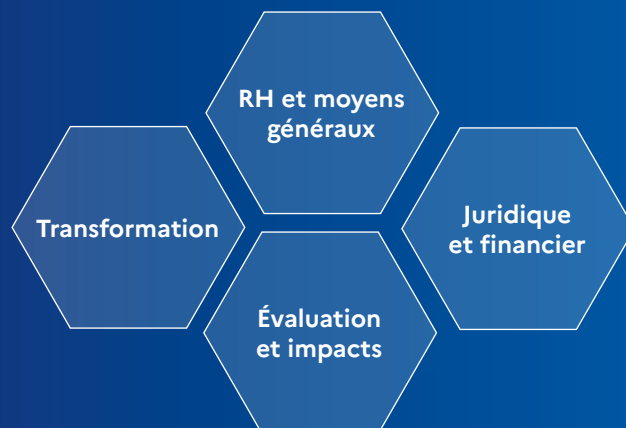 RH et moyens
généraux
Transformation
Juridique
et financier
Évaluation
et impacts